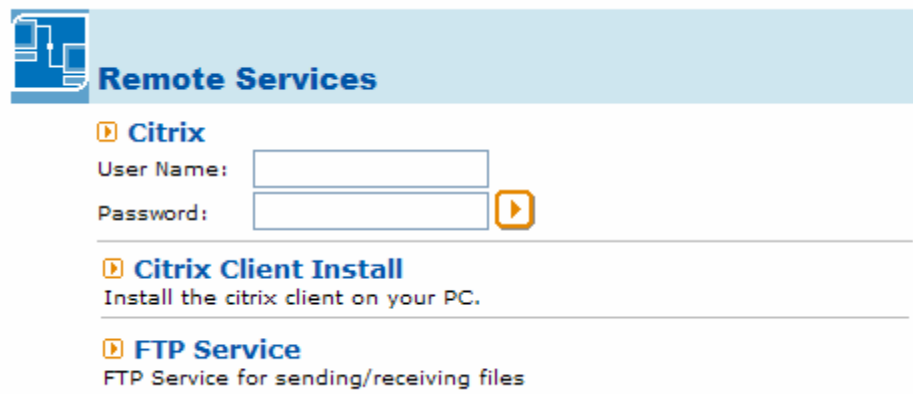 Remote Services
Citrix
User Name:
Password:
Citrix Client Install
Install the citrix client on your PC.
FTP Service
FTP Service for sending/receiving files